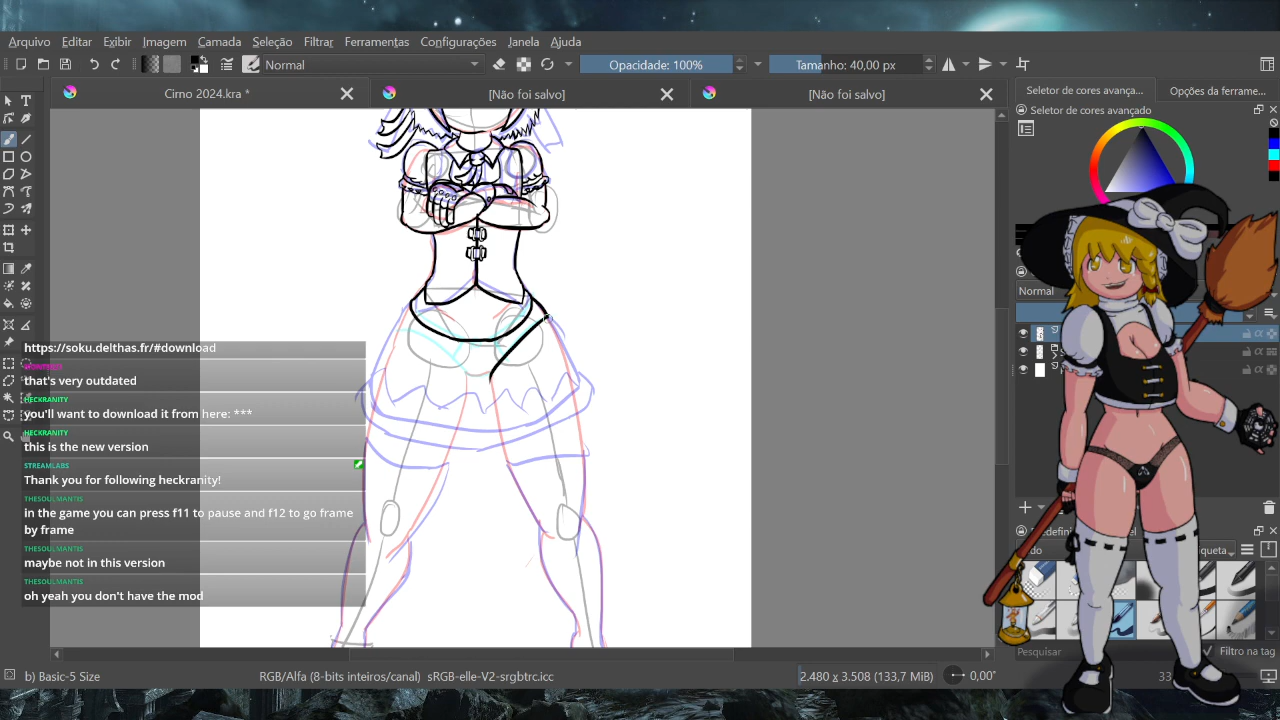 Arquivo Editar Exibir Imagem Camada Seleção Filtrar Ferramentas Configurações Janela Ajuda
Normal Opacidade: 100% Tamanho: 40,00 px
Cirno 2024.kra * [Não foi salvo] [Não foi salvo]
Seletor de cores avança... Opções da ferrame...
Seletor de cores avançado
Normal
https://soku.delthas.fr/#download
that's very outdated
HECKRANITY
you'll want to download it from here: ***
HECKRANITY
this is the new version
STREAMLABS
Thank you for following heckranity!
THESOULMANTIS
in the game you can press f11 to pause and f12 to go frame
by frame
THESOULMANTIS
maybe not in this version
THESOULMANTIS
oh yeah you don't have the mod
Pesquisar Filtro na tag
b) Basic-5 Size RGB/Alfa (8-bits inteiros/canal) sRGB-elle-V2-srgbtrc.icc 2.480 x 3.508 (133,7 MiB) 0,00° 33